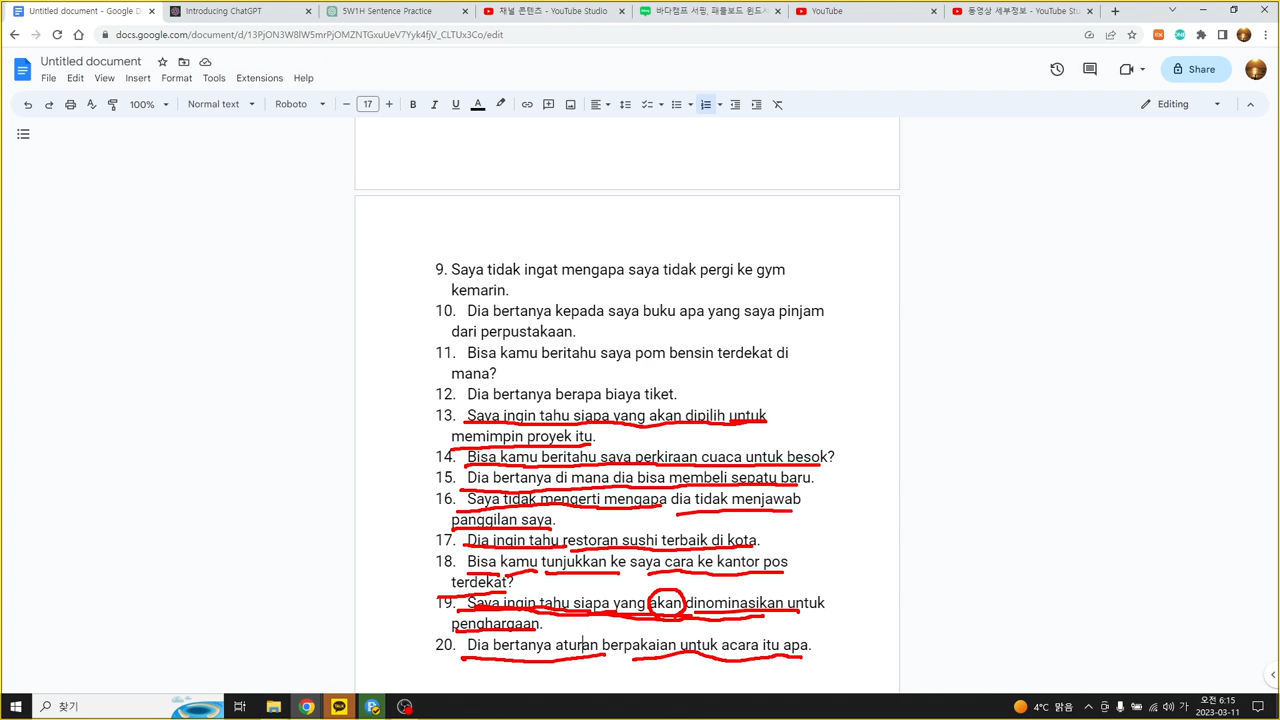 Untitled document - Google D
Introducing ChatGPT
5W1H Sentence Practice
채널 콘텐츠 - YouTube Studio
바다캠프 서핑, 패들보드 윈드서
YouTube
동영상 세부정보 - YouTube Stu
docs.google.com/document/d/13PjON3W8lW5mrPjOMZNTGxuUeV7Yyk4fjV_CLTUx3Co/edit
Untitled document
File Edit View Insert Format Tools Extensions Help
Share
100% Normal text Roboto 17 B I U A Editing
9. Saya tidak ingat mengapa saya tidak pergi ke gym
kemarin.
10. Dia bertanya kepada saya buku apa yang saya pinjam
dari perpustakaan.
11. Bisa kamu beritahu saya pom bensin terdekat di
mana?
12. Dia bertanya berapa biaya tiket.
13. Saya ingin tahu siapa yang akan dipilih untuk
memimpin proyek itu.
14. Bisa kamu beritahu saya perkiraan cuaca untuk besok?
15. Dia bertanya di mana dia bisa membeli sepatu baru.
16. Saya tidak mengerti mengapa dia tidak menjawab
panggilan saya.
17. Dia ingin tahu restoran sushi terbaik di kota.
18. Bisa kamu tunjukkan ke saya cara ke kantor pos
terdekat?
19. Saya ingin tahu siapa yang akan dinominasikan untuk
penghargaan.
20. Dia bertanya aturan berpakaian untuk acara itu apa.
찾기
4°C 맑음
가
오전 6:15
2023-03-11